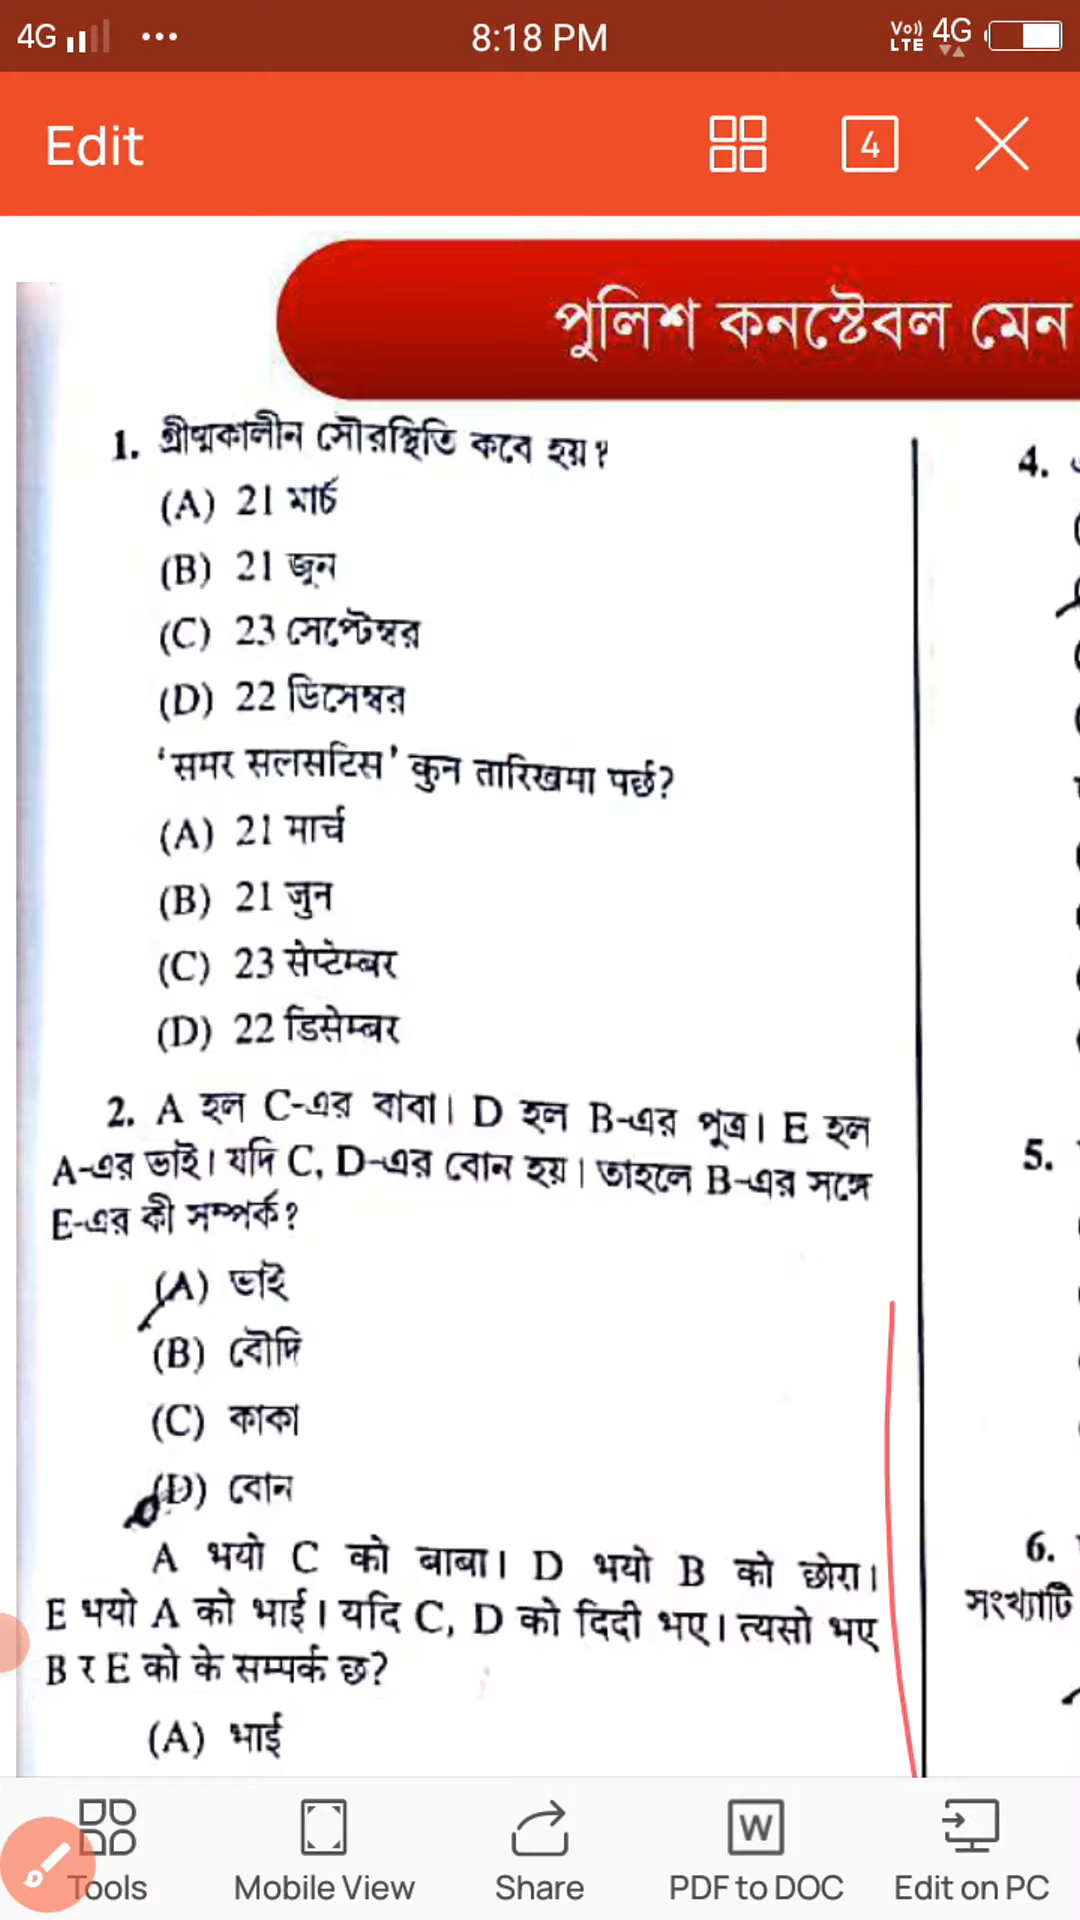 4G ••• 8:18 PM VoLTE 4G
Edit 4
পুলিশ কনস্টেবল মেন
1. গ্রীষ্মকালীন সৌরস্থিতি কবে হয়?
(A) 21 মার্চ
(B) 21 জুন
(C) 23 সেপ্টেম্বর
(D) 22 ডিসেম্বর
‘समर सलसटिस’ कुन तारिखमा पर्छ?
(A) 21 मार्च
(B) 21 जुन
(C) 23 सेप्टेम्बर
(D) 22 डिसेम्बर
2. A হল C-এর বাবা। D হল B-এর পুত্র। E হল
A-এর ভাই। যদি C, D-এর বোন হয়। তাহলে B-এর সঙ্গে
E-এর কী সম্পর্ক?
(A) ভাই
(B) বৌদি
(C) কাকা
(D) বোন
A भयो C को बाबा। D भयो B को छोरा।
E भयो A को भाई। यदि C, D को दिदी भए। त्यसो भए
B र E को के सम्पर्क छ?
(A) भाई
4.
5.
6.
সংখ্যাটি
Tools Mobile View Share PDF to DOC Edit on PC